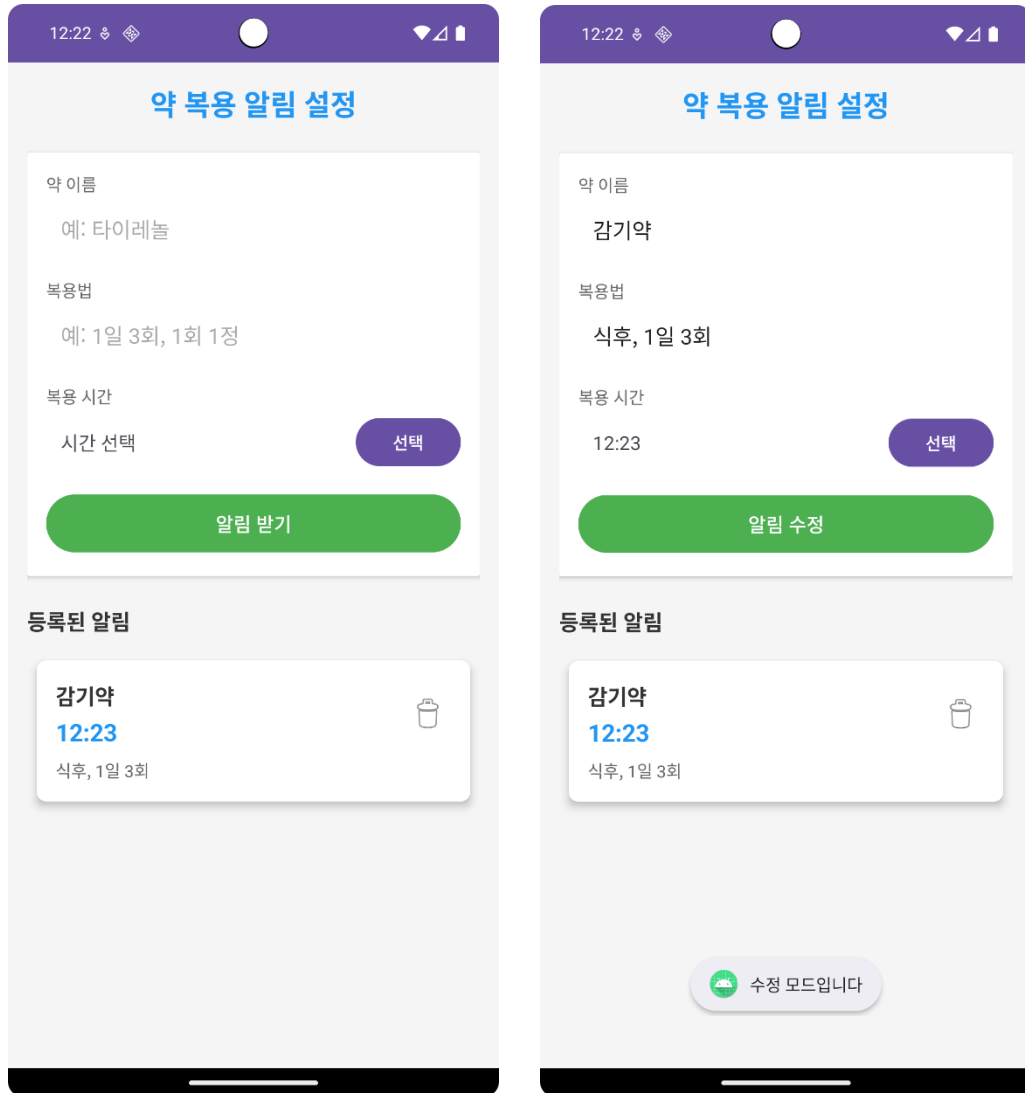 12:22
약 복용 알림 설정
약 이름
예: 타이레놀
복용법
예: 1일 3회, 1회 1정
복용 시간
시간 선택
선택
알림 받기
등록된 알림
감기약
12:23
식후, 1일 3회
12:22
약 복용 알림 설정
약 이름
감기약
복용법
식후, 1일 3회
복용 시간
12:23
선택
알림 수정
등록된 알림
감기약
12:23
식후, 1일 3회
수정 모드입니다